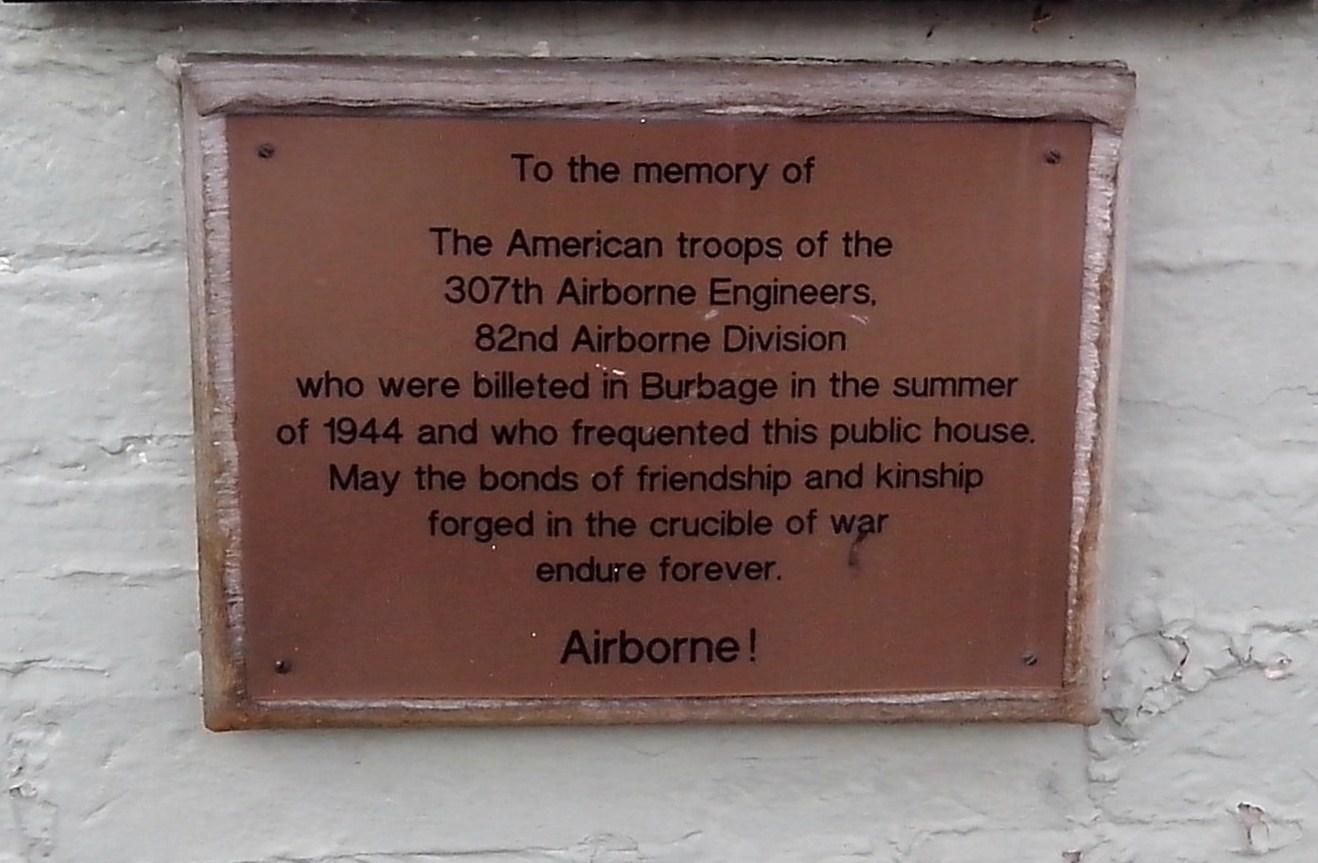 To the memory of
The American troops of the
307th Airborne Engineers,
82nd Airborne Division
who were billeted in Burbage in the summer
of 1944 and who frequented this public house.
May the bonds of friendship and kinship
forged in the crucible of war
endure forever.
Airborne!